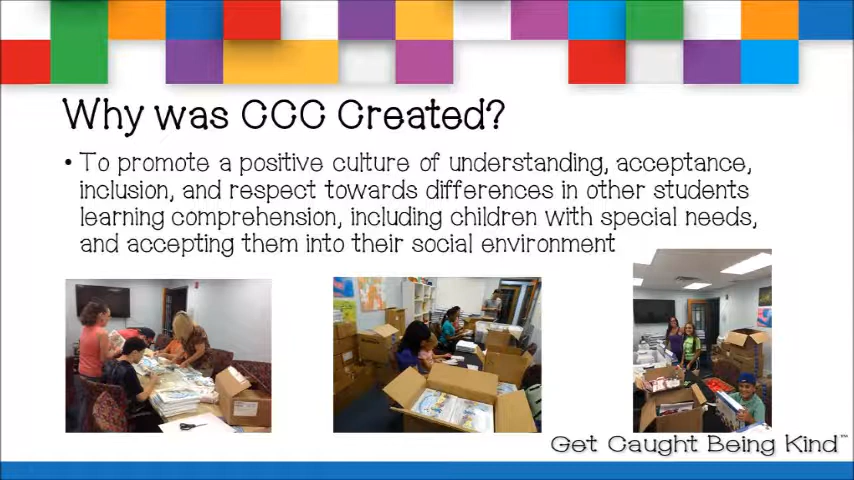 Why was CCC Created?
• To promote a positive culture of understanding, acceptance,
inclusion, and respect towards differences in other students
learning comprehension, including children with special needs,
and accepting them into their social environment
Get Caught Being Kind™